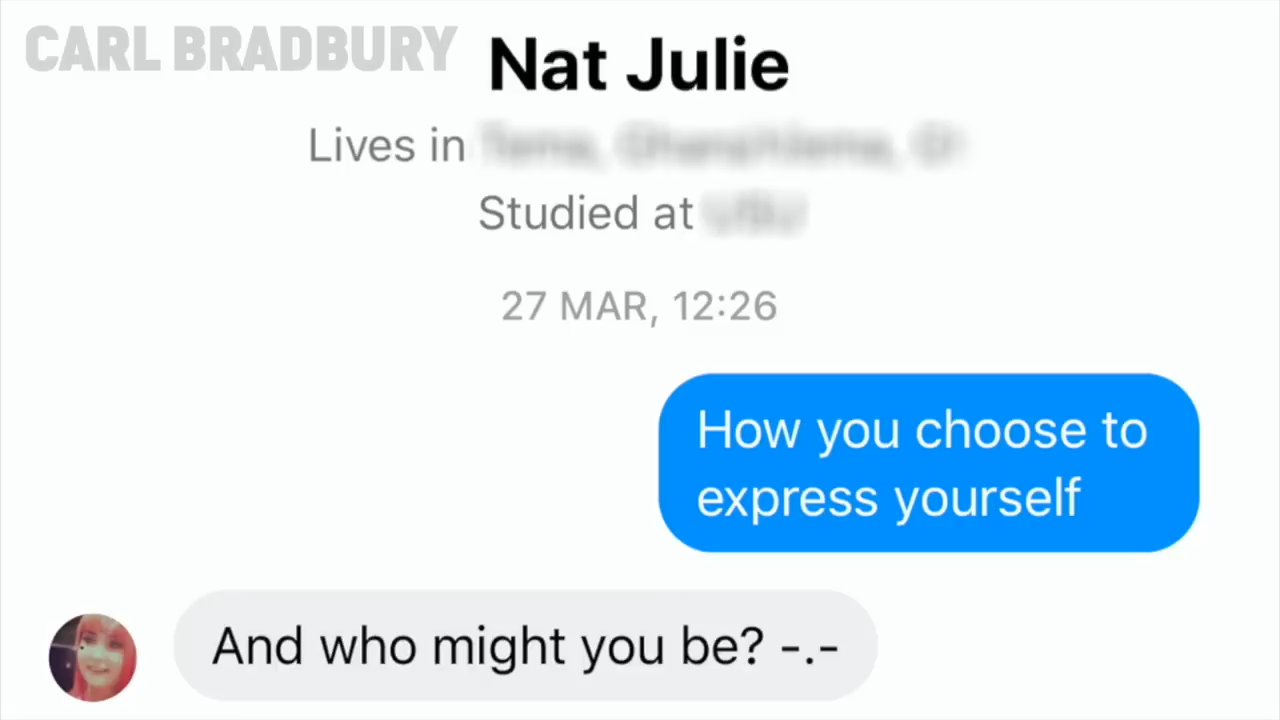 CARL BRADBURY
Nat Julie
Lives in
Studied at
27 MAR, 12:26
How you choose to
express yourself
And who might you be? -.-